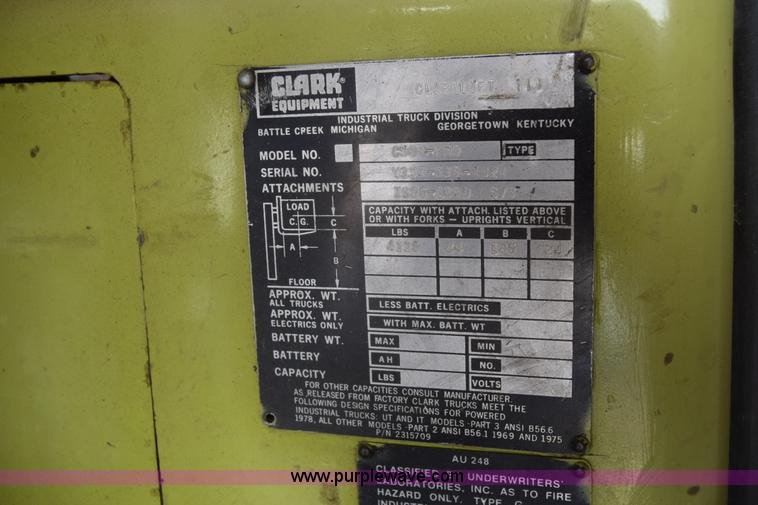 CLARK®
EQUIPMENT
INDUSTRIAL TRUCK DIVISION
BATTLE CREEK MICHIGAN GEORGETOWN KENTUCKY
MODEL NO. TYPE
SERIAL NO.
ATTACHMENTS
LOAD
C.G.
A
C
B
FLOOR
CAPACITY WITH ATTACH. LISTED ABOVE
OR WITH FORKS - UPRIGHTS VERTICAL
LBS A B C
APPROX. WT.
ALL TRUCKS
LESS BATT. ELECTRICS
APPROX. WT.
ELECTRICS ONLY
WITH MAX. BATT. WT
BATTERY WT. MAX MIN
BATTERY AH NO.
CAPACITY LBS VOLTS
FOR OTHER CAPACITIES CONSULT MANUFACTURER.
AS RELEASED FROM FACTORY CLARK TRUCKS MEET THE
FOLLOWING DESIGN SPECIFICATIONS FOR POWERED
INDUSTRIAL TRUCKS: UT AND IT MODELS -PART 3 ANSI B56.6
1978, ALL OTHER MODELS -PART 2 ANSI B56.1 1969 AND 1975
P/N 2315709
AU 248
CLASSIFIED BY UNDERWRITERS'
LABORATORIES, INC. AS TO FIRE
www.purplewave.com
HAZARD ONLY. TYPE